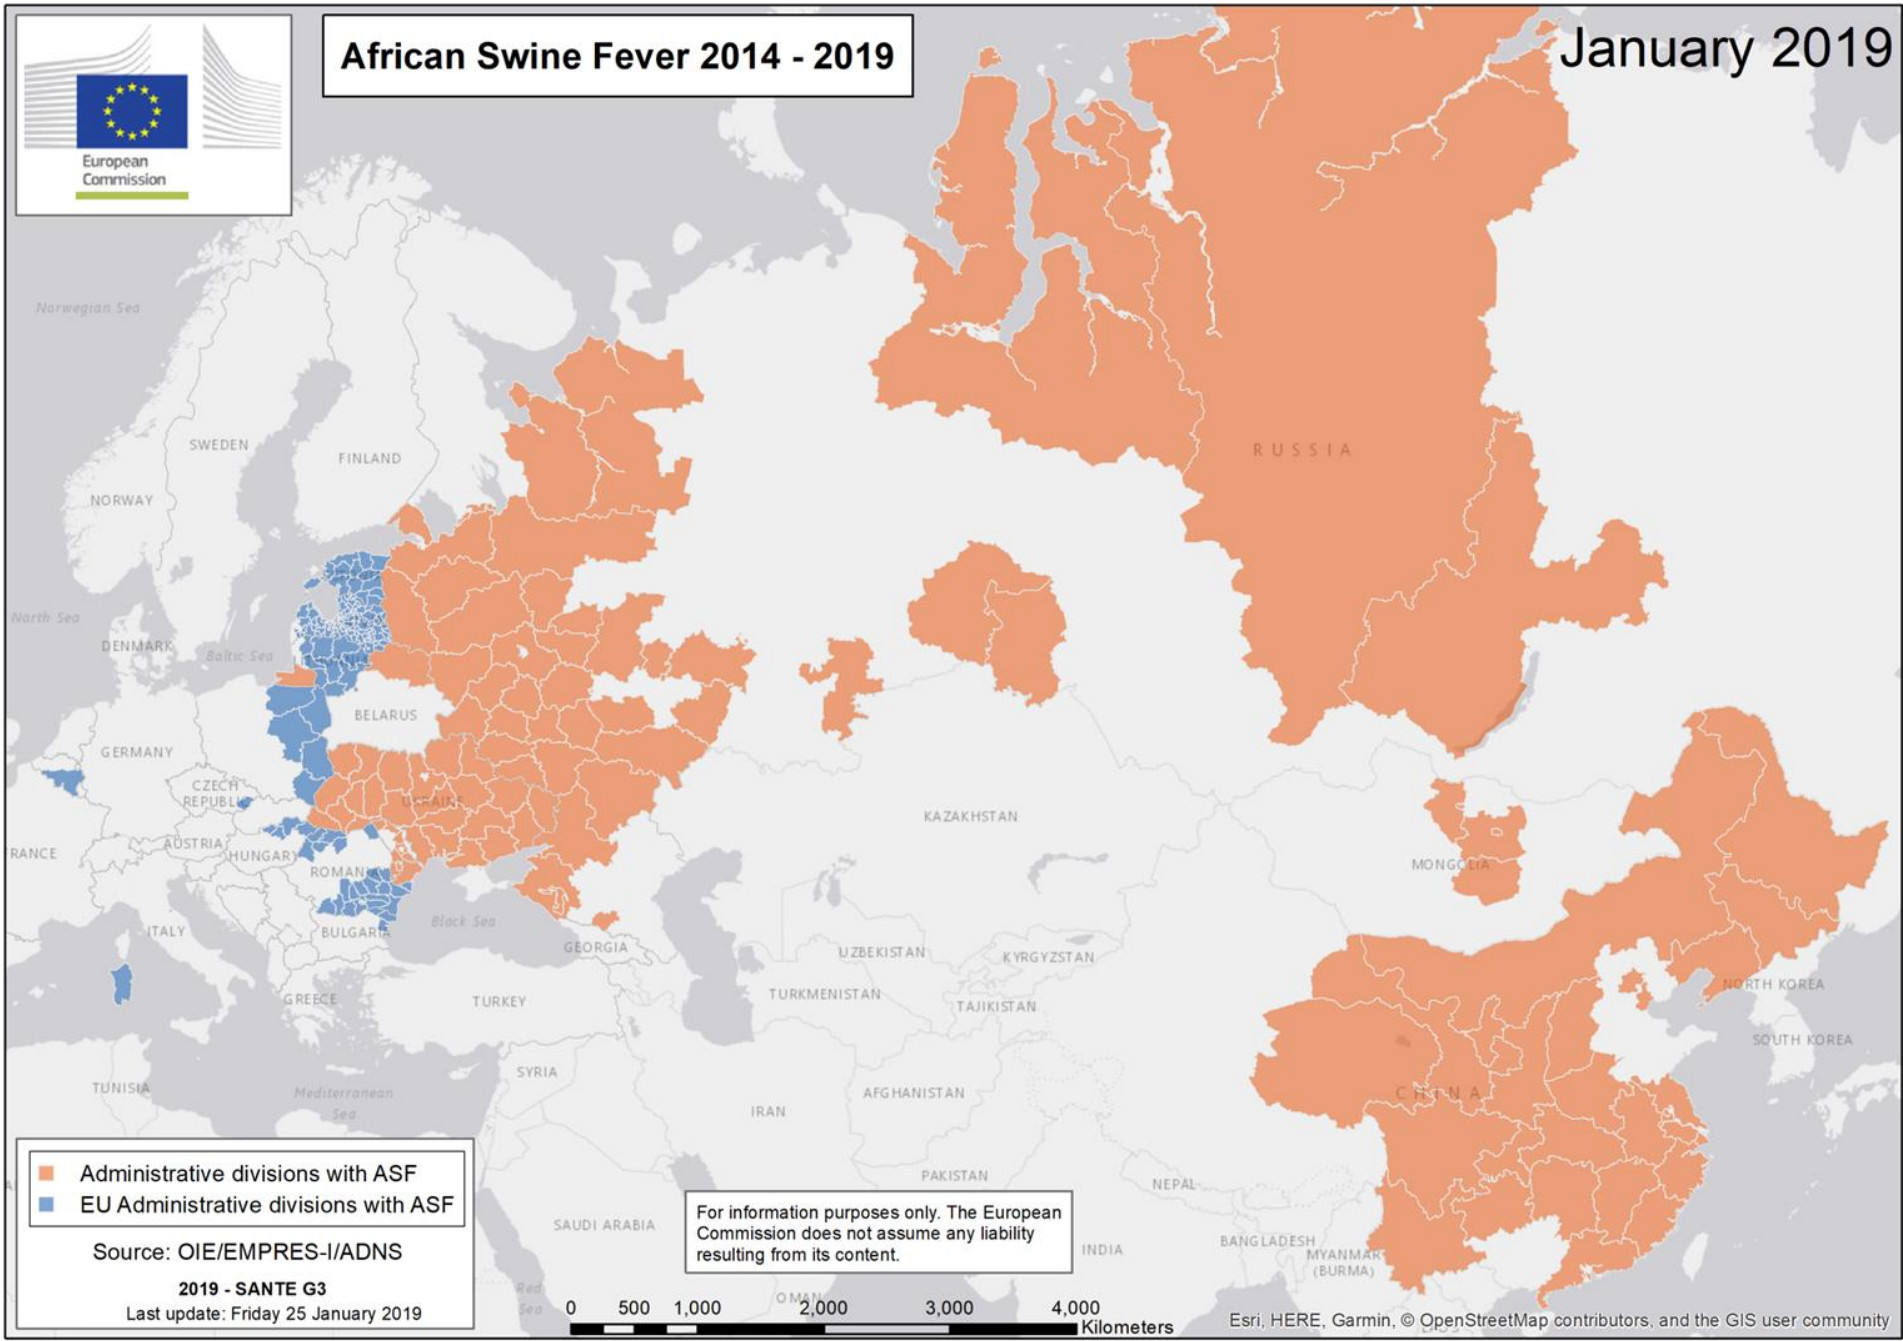 African Swine Fever 2014 - 2019
January 2019
European
Commission
Norwegian Sea
SWEDEN
FINLAND
NORWAY
RUSSIA
North Sea
DENMARK
Baltic Sea
BELARUS
GERMANY
CZECH
REPUBLIC
UKRAINE
KAZAKHSTAN
RANCE
AUSTRIA
HUNGARY
MONGOLIA
ROMANIA
Black Sea
ITALY
BULGARIA
GEORGIA
UZBEKISTAN
KYRGYZSTAN
NORTH KOREA
GREECE
TURKEY
TURKMENISTAN
TAJIKISTAN
SOUTH KOREA
SYRIA
TUNISIA
Mediterranean
Sea
AFGHANISTAN
CHINA
IRAN
PAKISTAN
NEPAL
SAUDI ARABIA
INDIA
BANGLADESH
MYANMAR
(BURMA)
Red
Sea
OMAN
Administrative divisions with ASF
EU Administrative divisions with ASF
Source: OIE/EMPRES-I/ADNS
2019 - SANTE G3
Last update: Friday 25 January 2019
For information purposes only. The European
Commission does not assume any liability
resulting from its content.
0 500 1,000 2,000 3,000 4,000
Kilometers
Esri, HERE, Garmin, © OpenStreetMap contributors, and the GIS user community